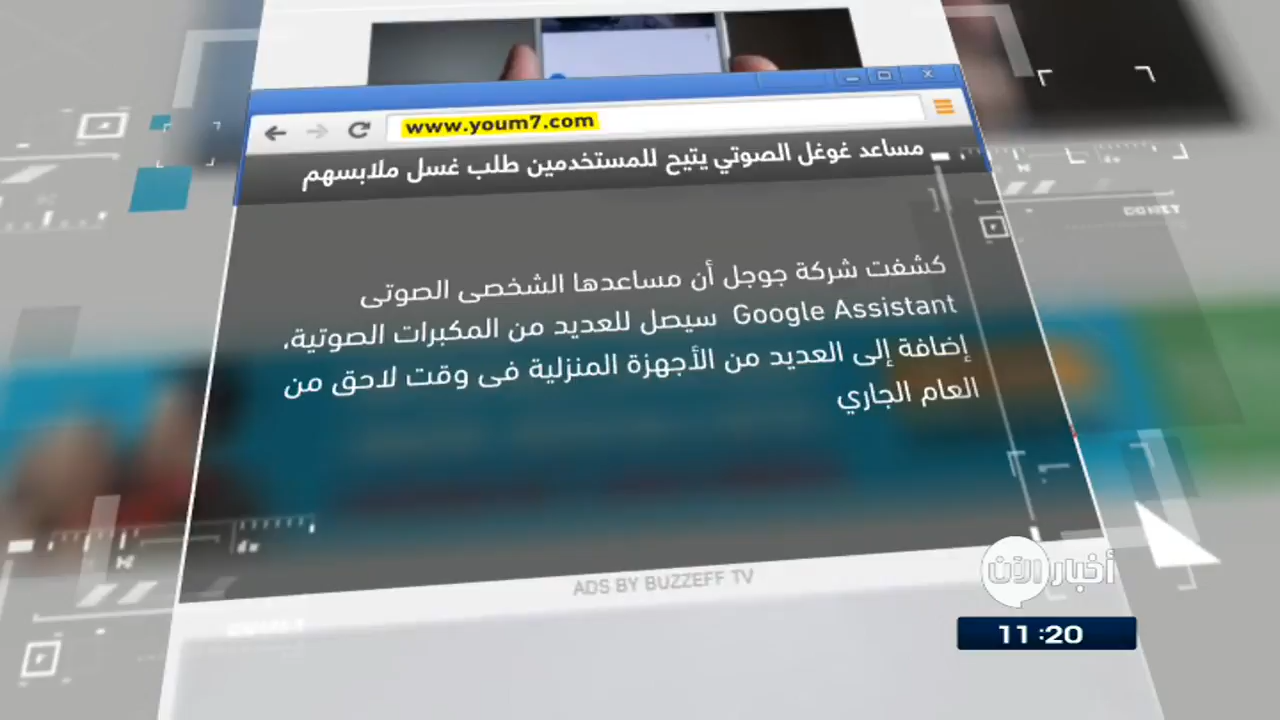 www.youm7.com
مساعد غوغل الصوتي يتيح للمستخدمين طلب غسل ملابسهم
كشفت شركة جوجل أن مساعدها الشخصى الصوتى
Google Assistant سيصل للعديد من المكبرات الصوتية،
إضافة إلى العديد من الأجهزة المنزلية فى وقت لاحق من
العام الجاري
ADS BY BUZZEFF TV
أخبار الآن
11:20